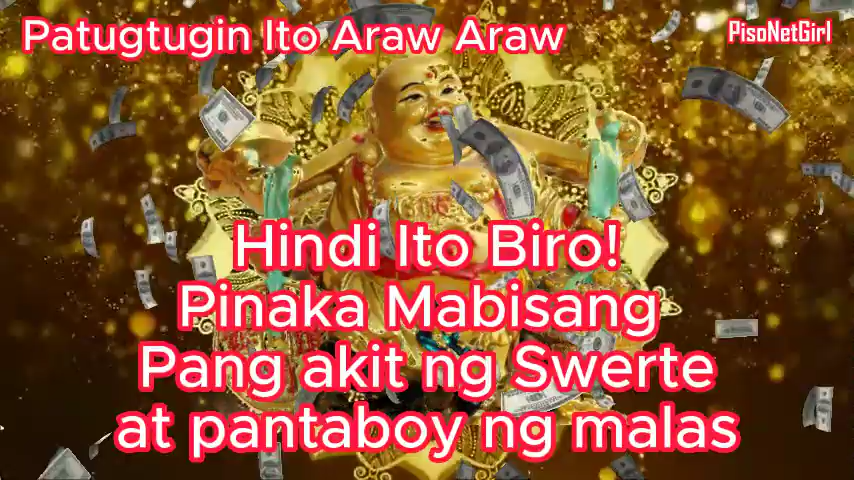 Patugtugin Ito Araw Araw
PisoNetGirl
Hindi Ito Biro!
Pinaka Mabisang
Pang akit ng Swerte
at pantaboy ng malas